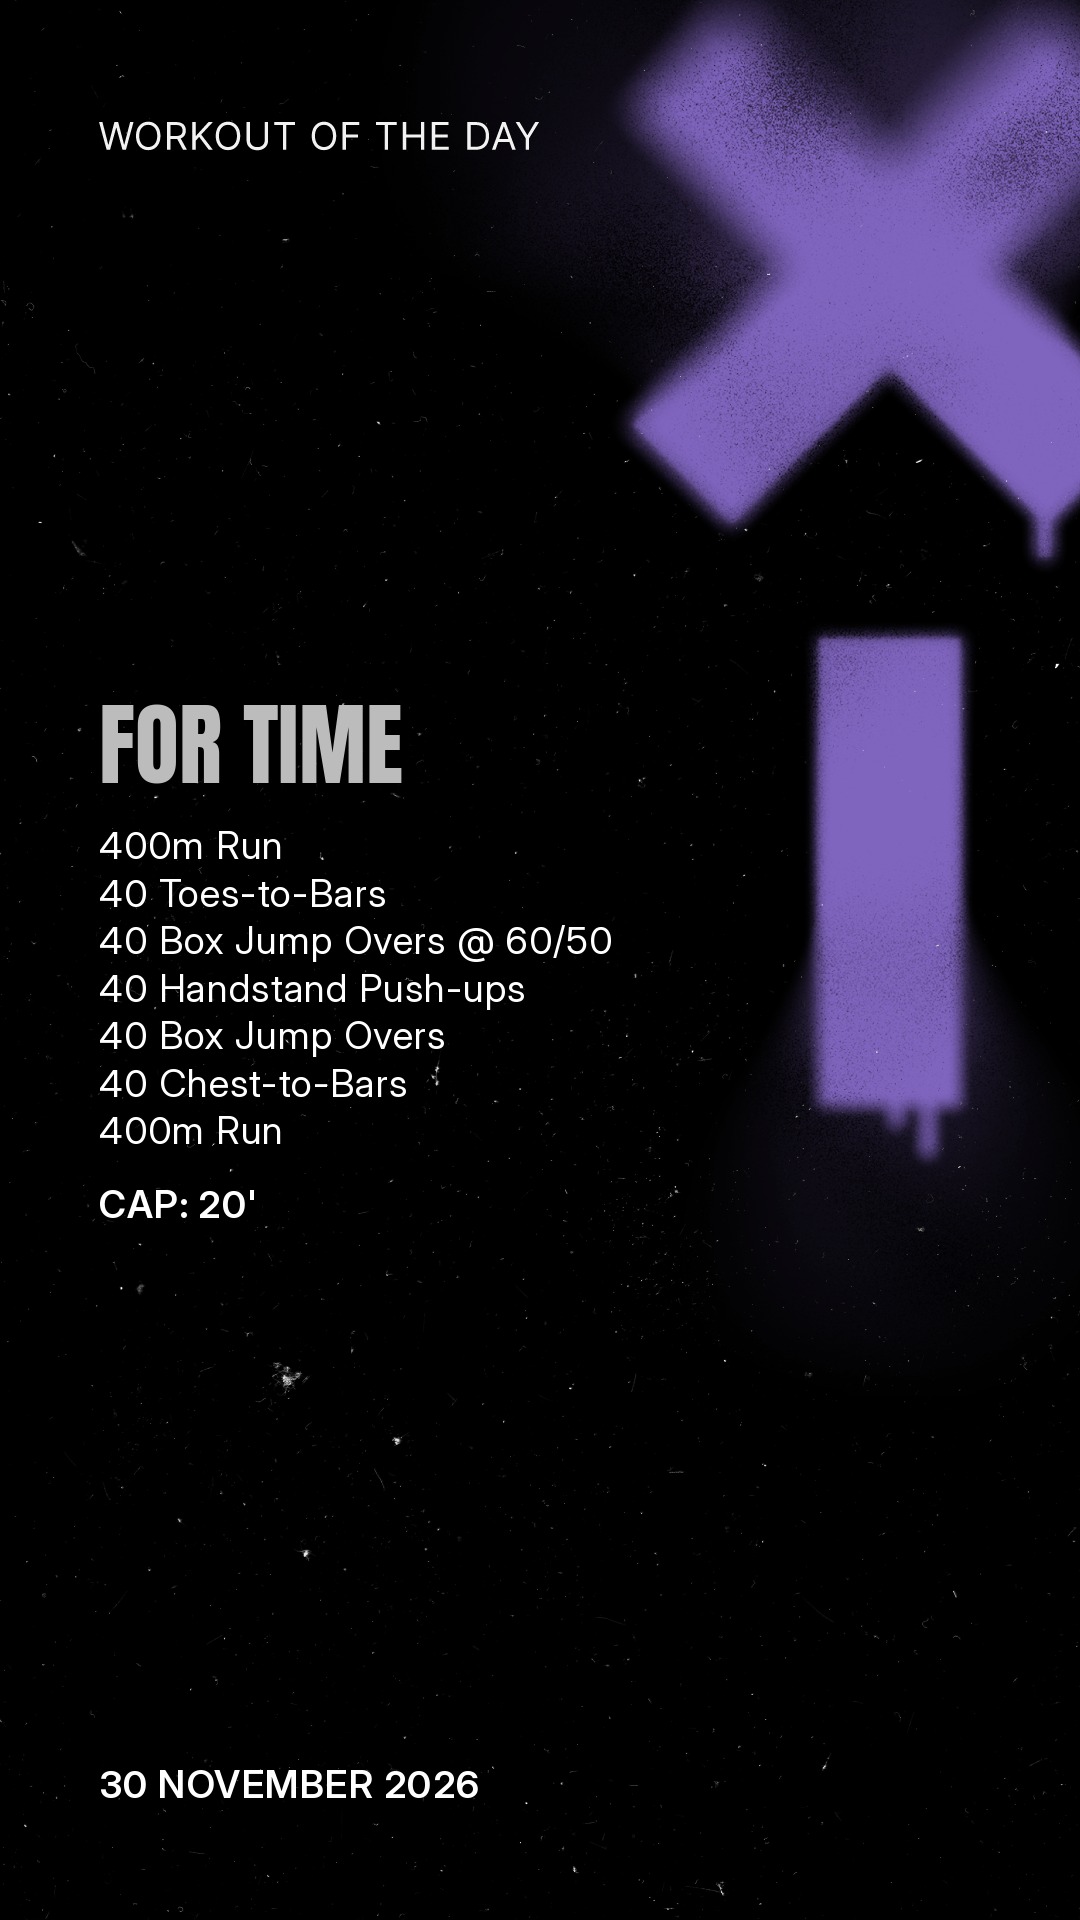 WORKOUT OF THE DAY
FOR TIME
400m Run
40 Toes-to-Bars
40 Box Jump Overs @ 60/50
40 Handstand Push-ups
40 Box Jump Overs
40 Chest-to-Bars
400m Run
CAP: 20'
30 NOVEMBER 2026